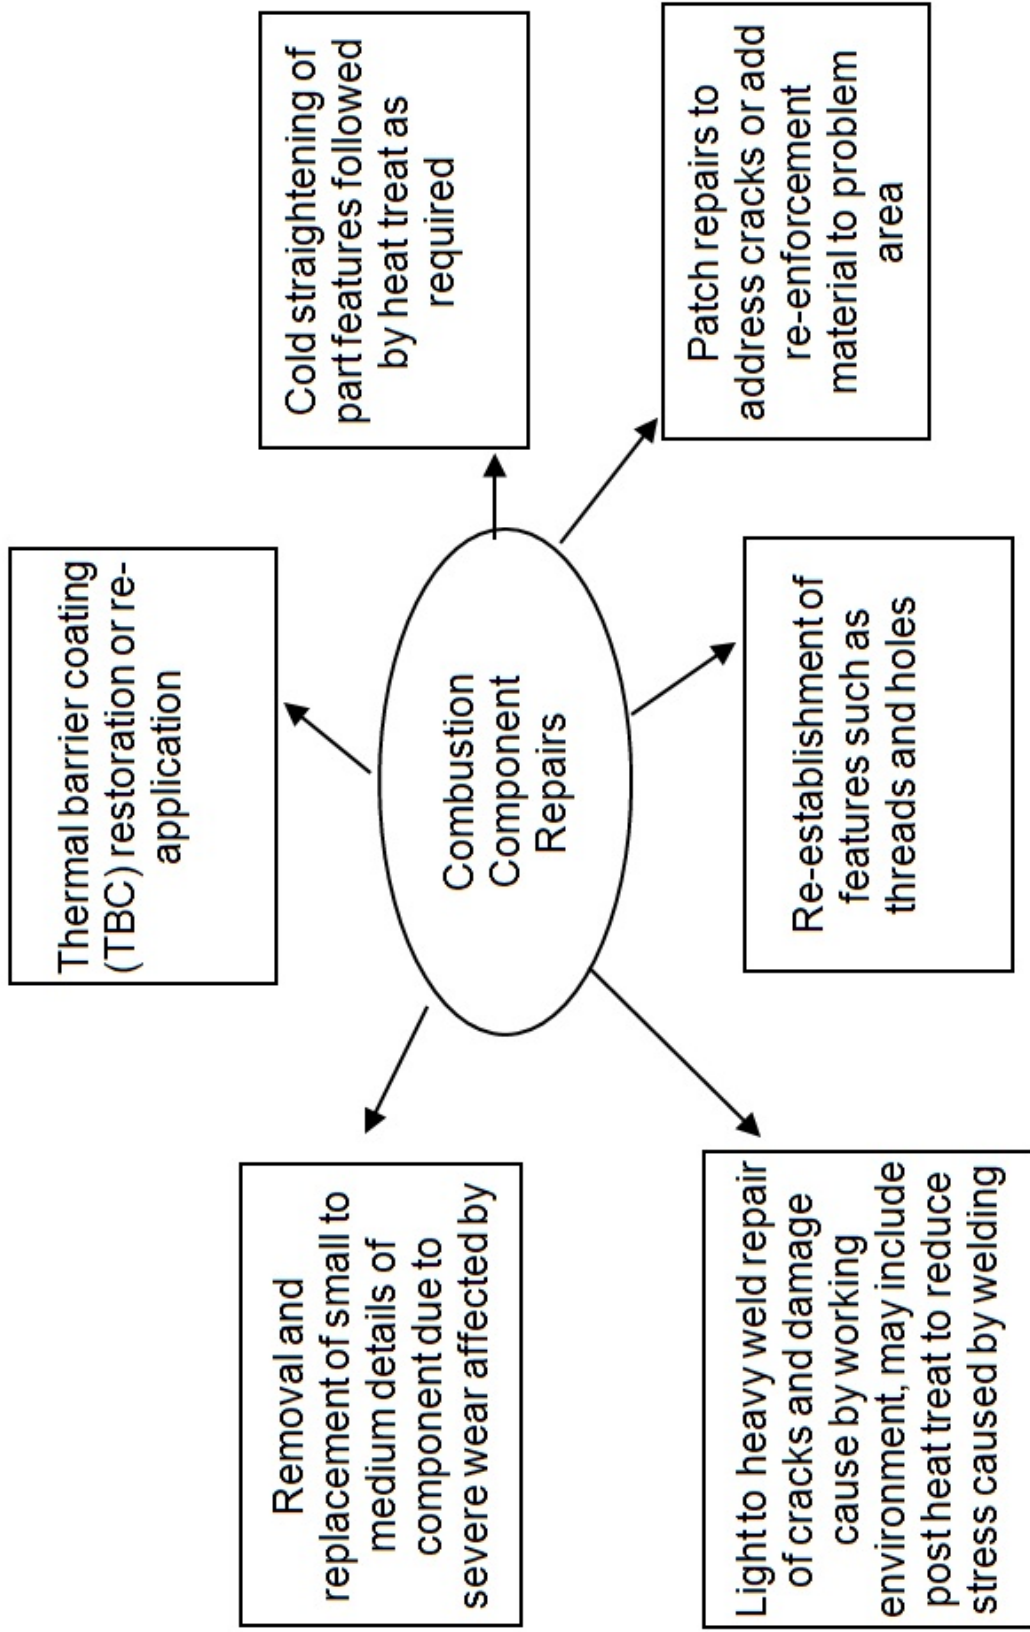 Thermal barrier coating
(TBC) restoration or re-
application
Removal and
replacement of small to
medium details of
component due to
severe wear affected by
Cold straightening of
part features followed
by heat treat as
required
Combustion
Component
Repairs
Light to heavy weld repair
of cracks and damage
cause by working
environment, may include
post heat treat to reduce
stress caused by welding
Re-establishment of
features such as
threads and holes
Patch repairs to
address cracks or add
re-enforcement
material to problem
area